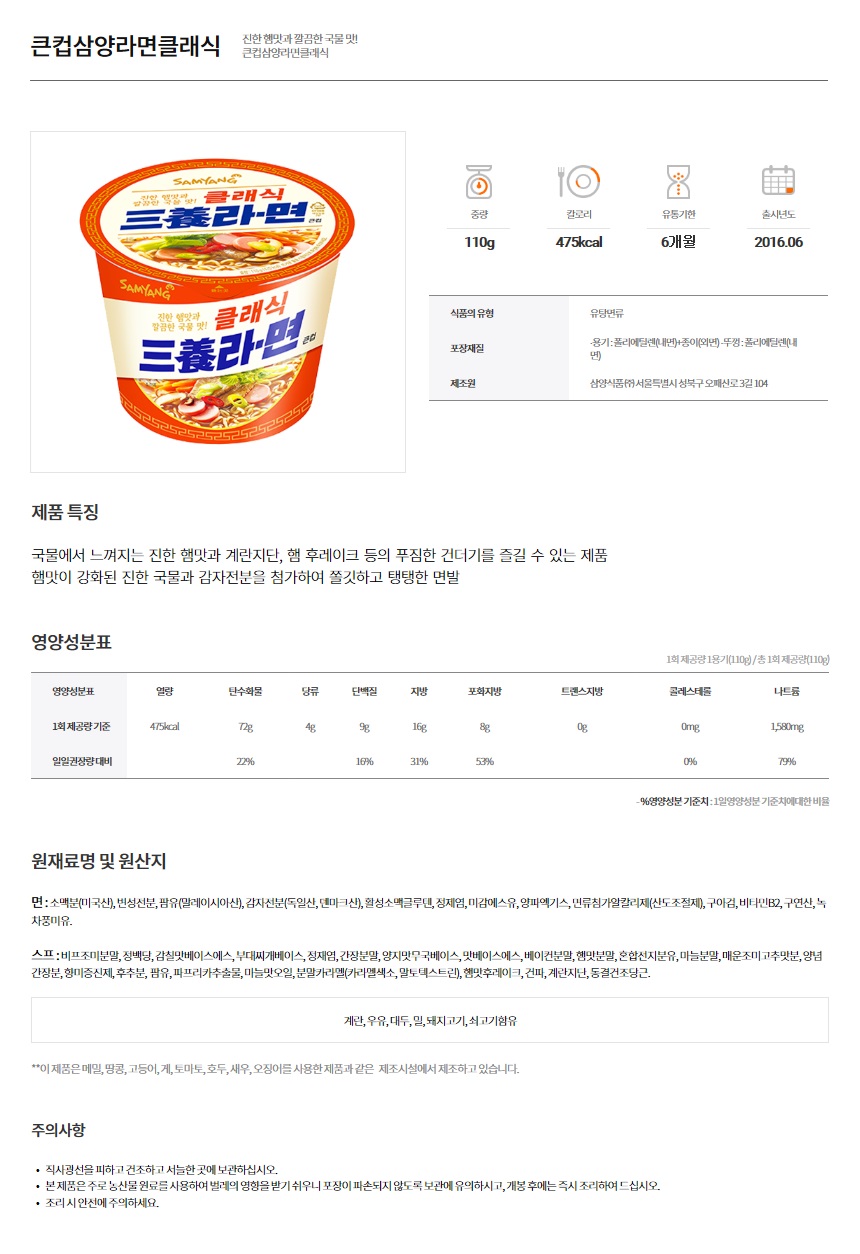 큰컵삼양라면클래식
진한 햄맛과 깔끔한 국물 맛!
큰컵삼양라면클래식
SAMYANG
진한 햄맛과
깔끔한 국물 맛!
클래식
三養라-면
큰컵
SAMYANG
진한 햄맛과
깔끔한 국물 맛!
클래식
三養라-면
큰컵
중량
칼로리
유통기한
출시년도
110g
475kcal
6개월
2016.06
식품의 유형
유탕면류
포장재질
-용기 : 폴리에틸렌(내면)+종이(외면) -뚜껑 : 폴리에틸렌(내
면)
제조원
삼양식품㈜ 서울특별시 성북구 오패산로 3길 104
제품 특징
국물에서 느껴지는 진한 햄맛과 계란지단, 햄 후레이크 등의 푸짐한 건더기를 즐길 수 있는 제품
햄맛이 강화된 진한 국물과 감자전분을 첨가하여 쫄깃하고 탱탱한 면발
영양성분표
1회 제공량 1용기(110g) / 총 1회 제공량(110g)
영양성분표 열량 탄수화물 당류 단백질 지방 포화지방 트랜스지방 콜레스테롤 나트륨
1회 제공량 기준 475kcal 72g 4g 9g 16g 8g 0g 0mg 1,580mg
일일권장량 대비 22% 16% 31% 53% 0% 79%
- %영양성분 기준치 : 1일영양성분 기준치에대한 비율
원재료명 및 원산지
면 : 소맥분(미국산), 변성전분, 팜유(말레이시아산), 감자전분(독일산, 덴마크산), 활성소맥글루텐, 정제염, 미감에스유, 양파엑기스, 면류첨가알칼리제(산도조절제), 구아검, 비타민B2, 구연산, 녹
차풍미유.
스프 : 비프조미분말, 정백당, 감칠맛베이스에스, 부대찌개베이스, 정제염, 간장분말, 양지맛무국베이스, 맛베이스에스, 베이컨분말, 햄맛분말, 혼합전지분유, 마늘분말, 매운조미고추맛분, 양념
간장분, 향미증진제, 후추분, 팜유, 파프리카추출물, 마늘맛오일, 분말카라멜(카라멜색소, 말토덱스트린), 햄맛후레이크, 건파, 계란지단, 동결건조당근.
계란, 우유, 대두, 밀, 돼지고기, 쇠고기함유
**이 제품은 메밀, 땅콩, 고등어, 게, 토마토, 호두, 새우, 오징어를 사용한 제품과 같은 제조시설에서 제조하고 있습니다.
주의사항
• 직사광선을 피하고 건조하고 서늘한 곳에 보관하십시오.
• 본 제품은 주로 농산물 원료를 사용하여 벌레의 영향을 받기 쉬우니 포장이 파손되지 않도록 보관에 유의하시고, 개봉 후에는 즉시 조리하여 드십시오.
• 조리 시 안전에 주의하세요.